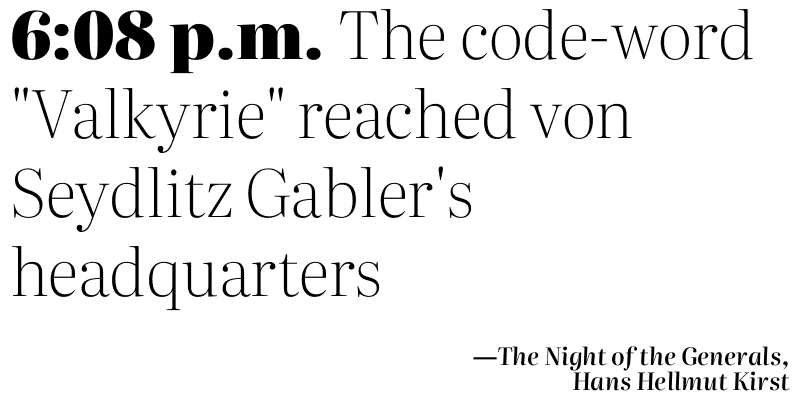 6:08 p.m. The code-word
"Valkyrie" reached von
Seydlitz Gabler's
headquarters
—The Night of the Generals,
Hans Hellmut Kirst